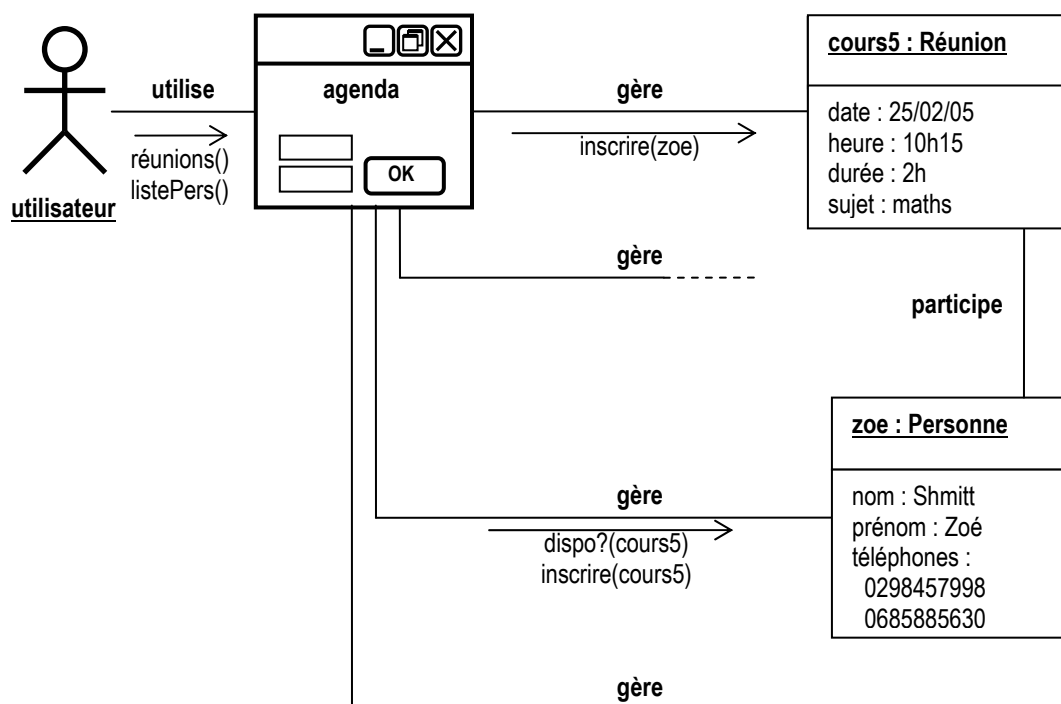 utilise
réunions()
listePers()
utilisateur
agenda
OK
gère
inscrire(zoe)
cours5 : Réunion
date : 25/02/05
heure : 10h15
durée : 2h
sujet : maths
gère
participe
zoe : Personne
nom : Shmitt
prénom : Zoé
téléphones :
0298457998
0685885630
gère
dispo?(cours5)
inscrire(cours5)
gère